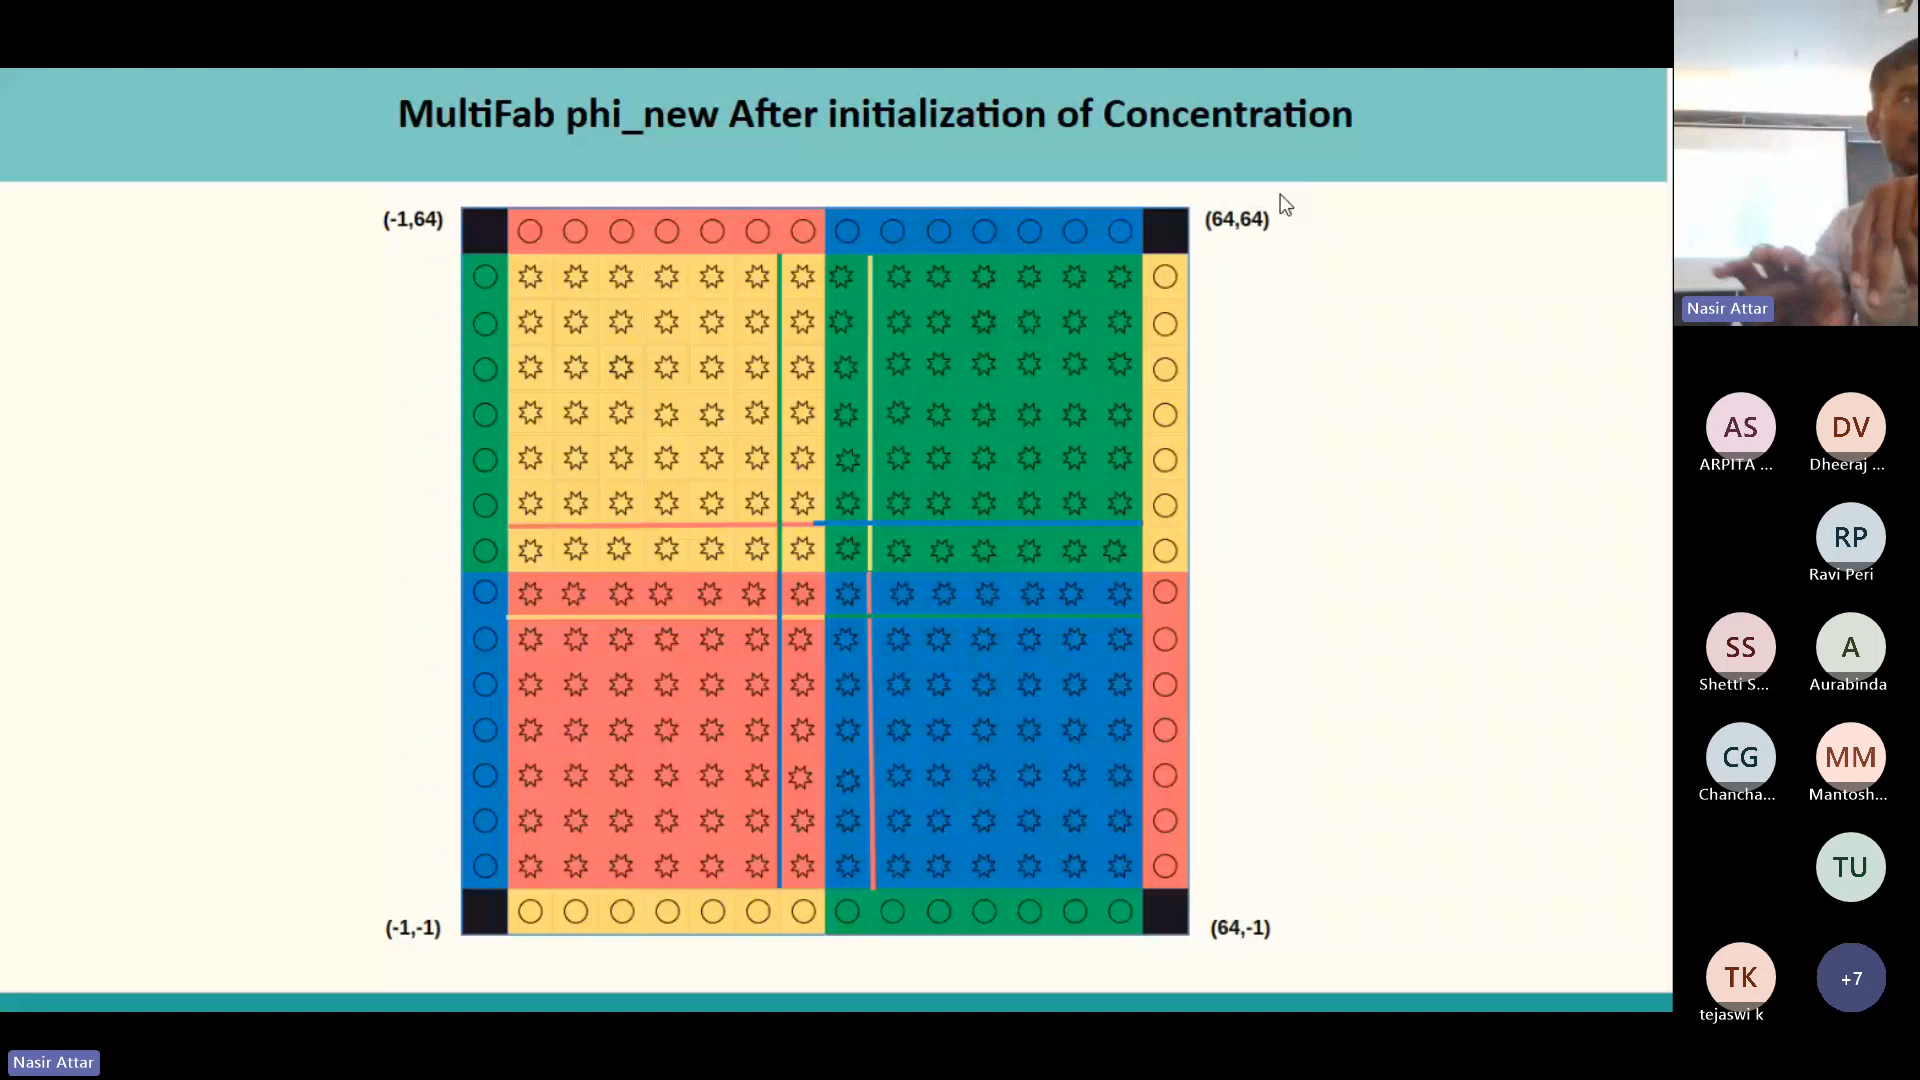 MultiFab phi_new After initialization of Concentration
(-1,64)
(64,64)
(-1,-1)
(64,-1)
Nasir Attar
AS
ARPITA ...
DV
Dheeraj ...
RP
Ravi Peri
SS
Shetti S...
A
Aurabinda
CG
Chancha...
MM
Mantosh...
TU
TK
tejaswi k
+7
Nasir Attar